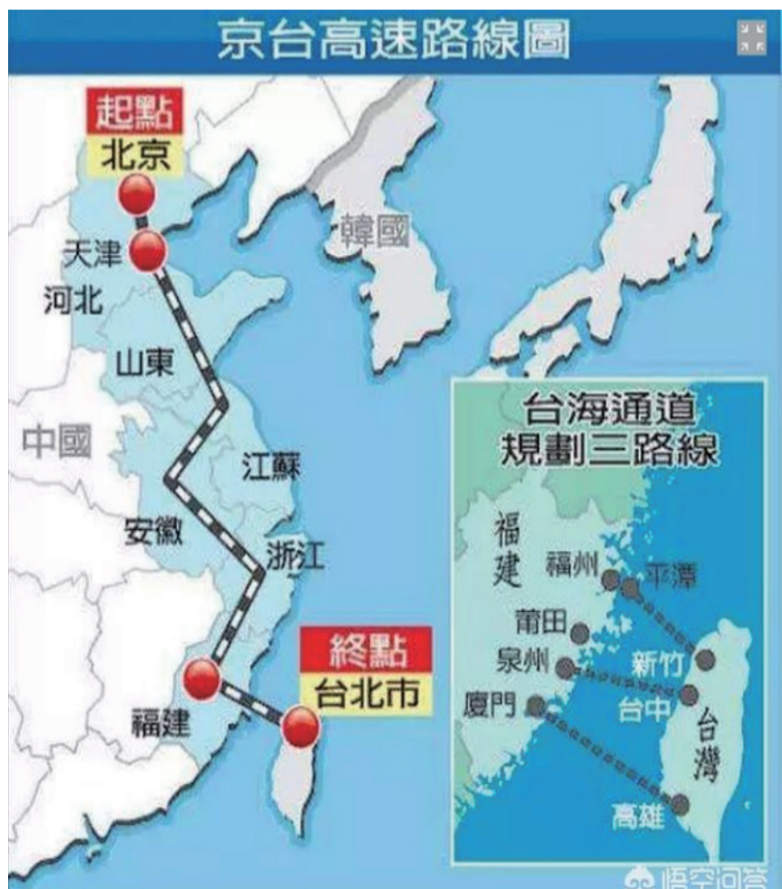 京台高速路線圖
起點
北京
天津
河北
韓國
山東
中國
江蘇
安徽
浙江
終點
台北市
福建
台海通道
規劃三路線
福建
福州
平潭
莆田
泉州
新竹
廈門
台中
台灣
高雄
悟空问答